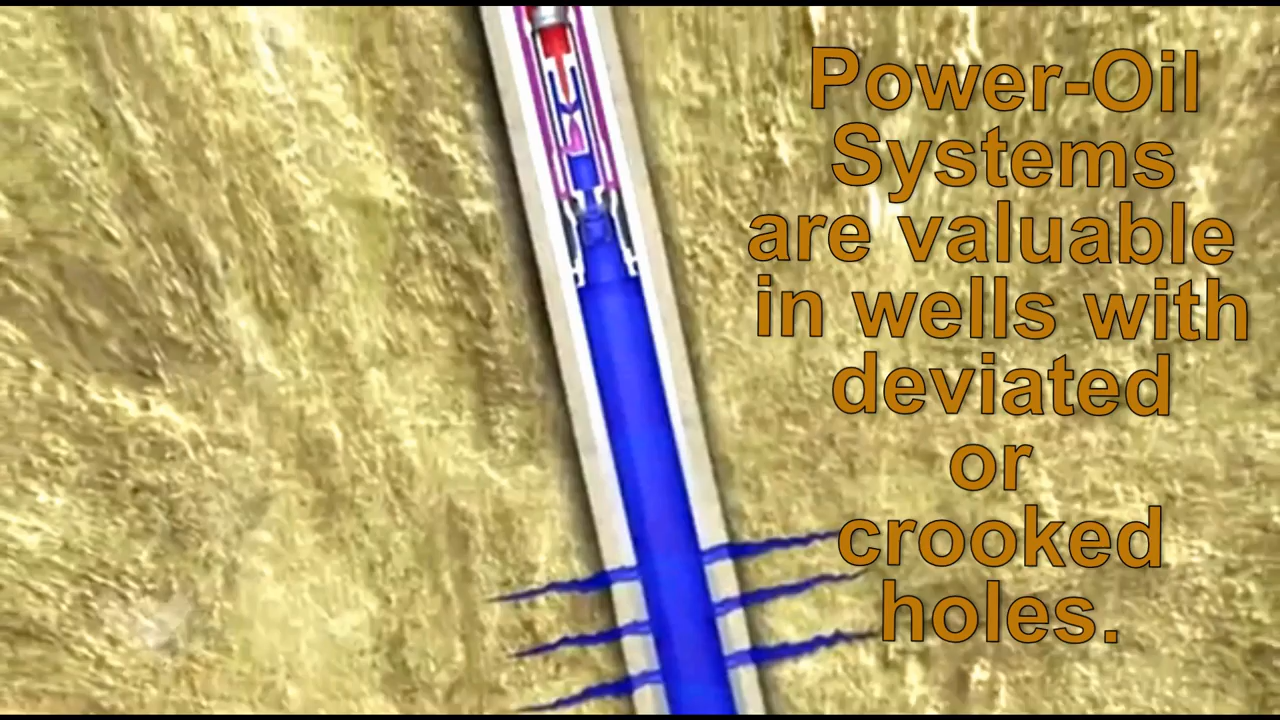 Power-Oil
Systems
are valuable
in wells with
deviated
or
crooked
holes.